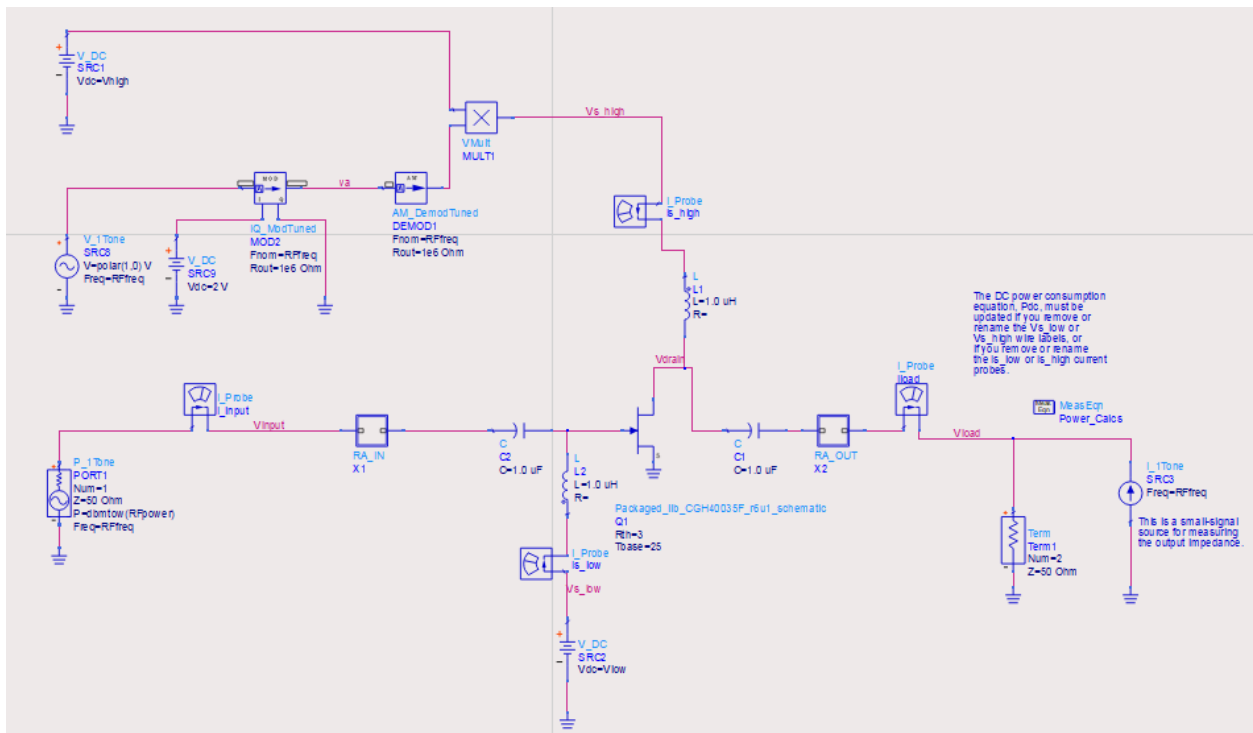 V_DC
SRC1
Vdc=Vhigh
Vs_high
VMult
MULT1
MOD
I Q
IQ_ModTuned
MOD2
Fnom=RFfreq
Rout=1e6 Ohm
va
AM
AM_DemodTuned
DEMOD1
Fnom=RFfreq
Rout=1e6 Ohm
V_1Tone
SRC8
V=polar(1,0) V
Freq=RFfreq
V_DC
SRC9
Vdc=2 V
I_Probe
Is_high
L
L1
L=1.0 uH
R=
The DC power consumption
equation, Pdc, must be
updated if you remove or
rename the Vs_low or
Vs_high wire labels, or
if you remove or rename
the Is_low or Is_high current
probes.
Vdrain
I_Probe
I_input
Vinput
I_Probe
Iload
Vload
Meas
Eqn
MeasEqn
Power_Calcs
P_1Tone
PORT1
Num=1
Z=50 Ohm
P=dbmtow(RFpower)
Freq=RFfreq
RA_IN
X1
C
C2
C=1.0 uF
L
L2
L=1.0 uH
R=
S
Packaged_lib_CGH40035F_r6u1_schematic
Q1
Rth=3
Tbase=25
C
C1
C=1.0 uF
RA_OUT
X2
I_1Tone
SRC3
Freq=RFfreq
This is a small-signal
source for measuring
the output impedance.
Term
Term1
Num=2
Z=50 Ohm
I_Probe
Is_low
Vs_low
V_DC
SRC2
Vdc=Vlow